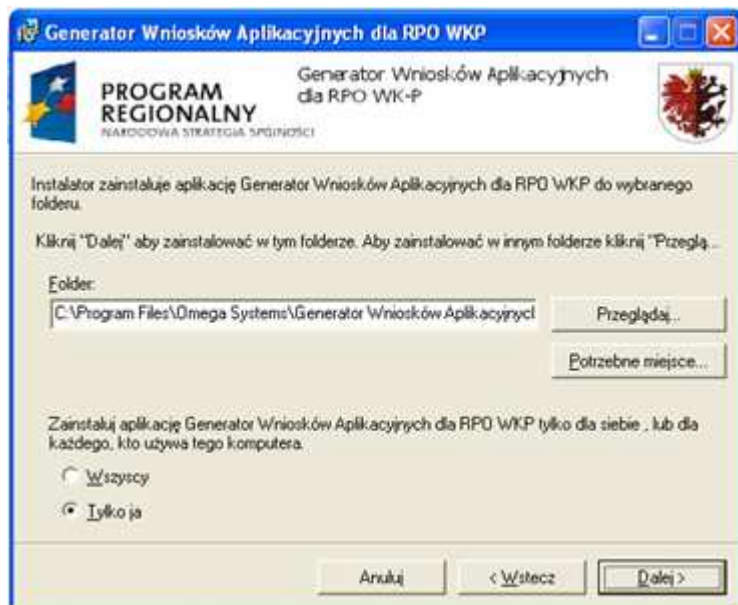 Generator Wniosków Aplikacyjnych dla RPO WKP
PROGRAM
REGIONALNY
NARODOWA STRATEGIA SPÓJNOŚCI
Generator Wniosków Aplikacyjnych
dla RPO WK-P
Instalator zainstaluje aplikację Generator Wniosków Aplikacyjnych dla RPO WKP do wybranego
folderu.
Kliknij "Dalej" aby zainstalować w tym folderze. Aby zainstalować w innym folderze kliknij "Przeglą...
Folder:
C:\Program Files\Omega Systems\Generator Wniosków Aplikacyjnych
Przeglądaj...
Potrzebne miejsce...
Zainstaluj aplikację Generator Wniosków Aplikacyjnych dla RPO WKP tylko dla siebie , lub dla
każdego, kto używa tego komputera.
Wszyscy
Tylko ja
Anuluj
< Wstecz
Dalej >